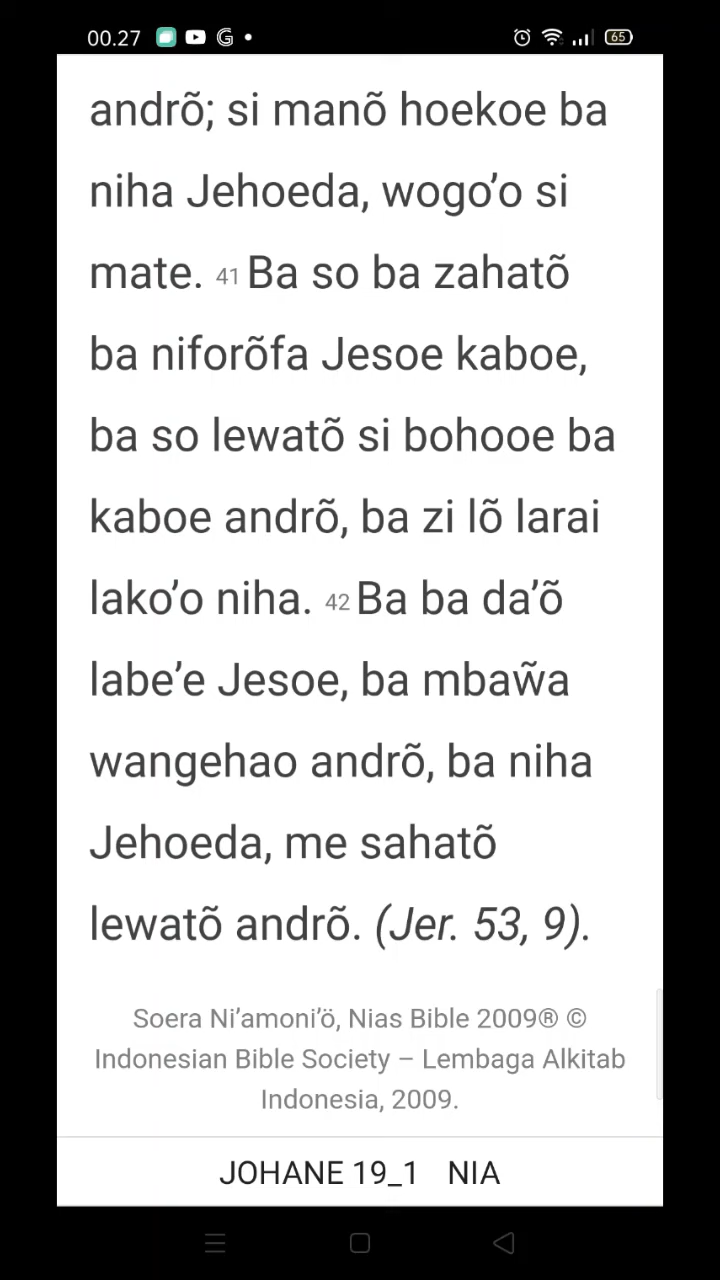 00.27
65
andrõ; si manõ hoekoe ba
niha Jehoeda, wogo’o si
mate. 41 Ba so ba zahatõ
ba niforõfa Jesoe kaboe,
ba so lewatõ si bohooe ba
kaboe andrõ, ba zi lõ larai
lako’o niha. 42 Ba ba da’õ
labe’e Jesoe, ba mbaw̃a
wangehao andrõ, ba niha
Jehoeda, me sahatõ
lewatõ andrõ. (Jer. 53, 9).
Soera Ni’amoni’ö, Nias Bible 2009® ©
Indonesian Bible Society – Lembaga Alkitab
Indonesia, 2009.
JOHANE 19_1 NIA